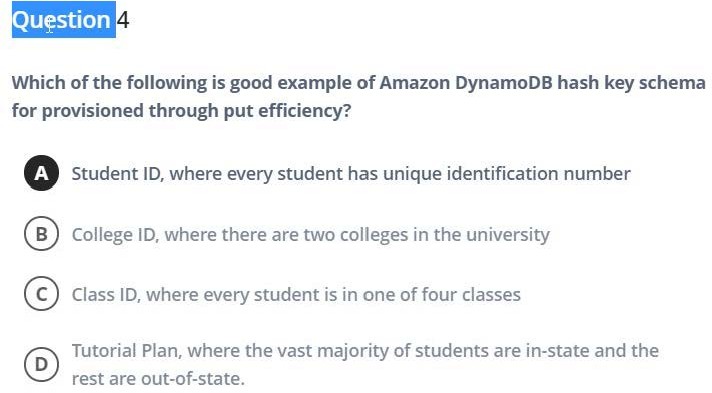 Question 4
Which of the following is good example of Amazon DynamoDB hash key schema
for provisioned through put efficiency?
A Student ID, where every student has unique identification number
B College ID, where there are two colleges in the university
C Class ID, where every student is in one of four classes
D Tutorial Plan, where the vast majority of students are in-state and the
rest are out-of-state.